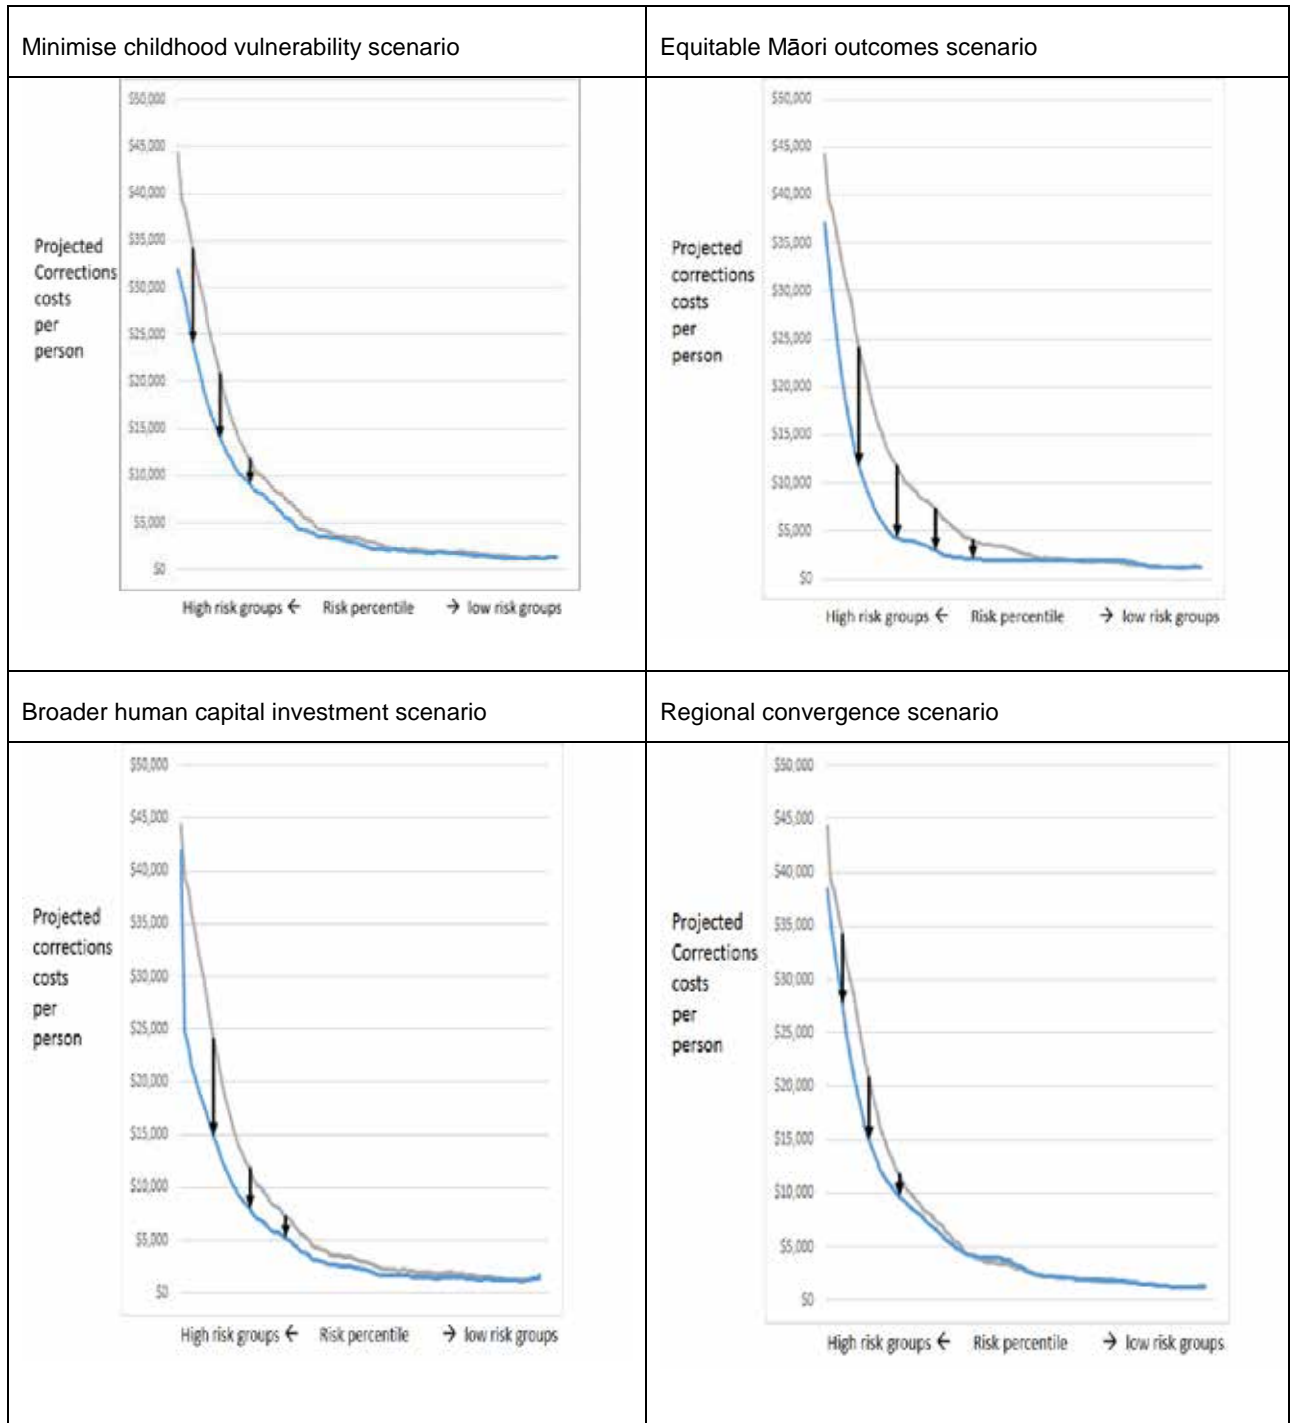 Minimise childhood vulnerability scenario
Equitable Māori outcomes scenario
$50,000
$45,000
$40,000
$35,000
$30,000
$25,000
$20,000
$15,000
$10,000
$5,000
$0
Projected
Corrections
costs
per
person
High risk groups ← Risk percentile → low risk groups
$50,000
$45,000
$40,000
$35,000
$30,000
$25,000
$20,000
$15,000
$10,000
$5,000
$0
Projected
corrections
costs
per
person
High risk groups ← Risk percentile → low risk groups
Broader human capital investment scenario
Regional convergence scenario
$50,000
$45,000
$40,000
$35,000
$30,000
$25,000
$20,000
$15,000
$10,000
$5,000
$0
Projected
corrections
costs
per
person
High risk groups ← Risk percentile → low risk groups
$50,000
$45,000
$40,000
$35,000
$30,000
$25,000
$20,000
$15,000
$10,000
$5,000
$0
Projected
Corrections
costs
per
person
High risk groups ← Risk percentile → low risk groups